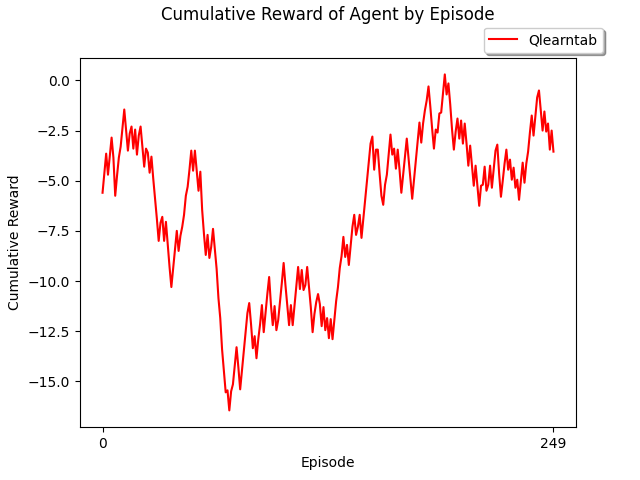 Cumulative Reward of Agent by Episode
Qlearntab
0.0
−2.5
−5.0
−7.5
−10.0
−12.5
−15.0
Cumulative Reward
0
249
Episode